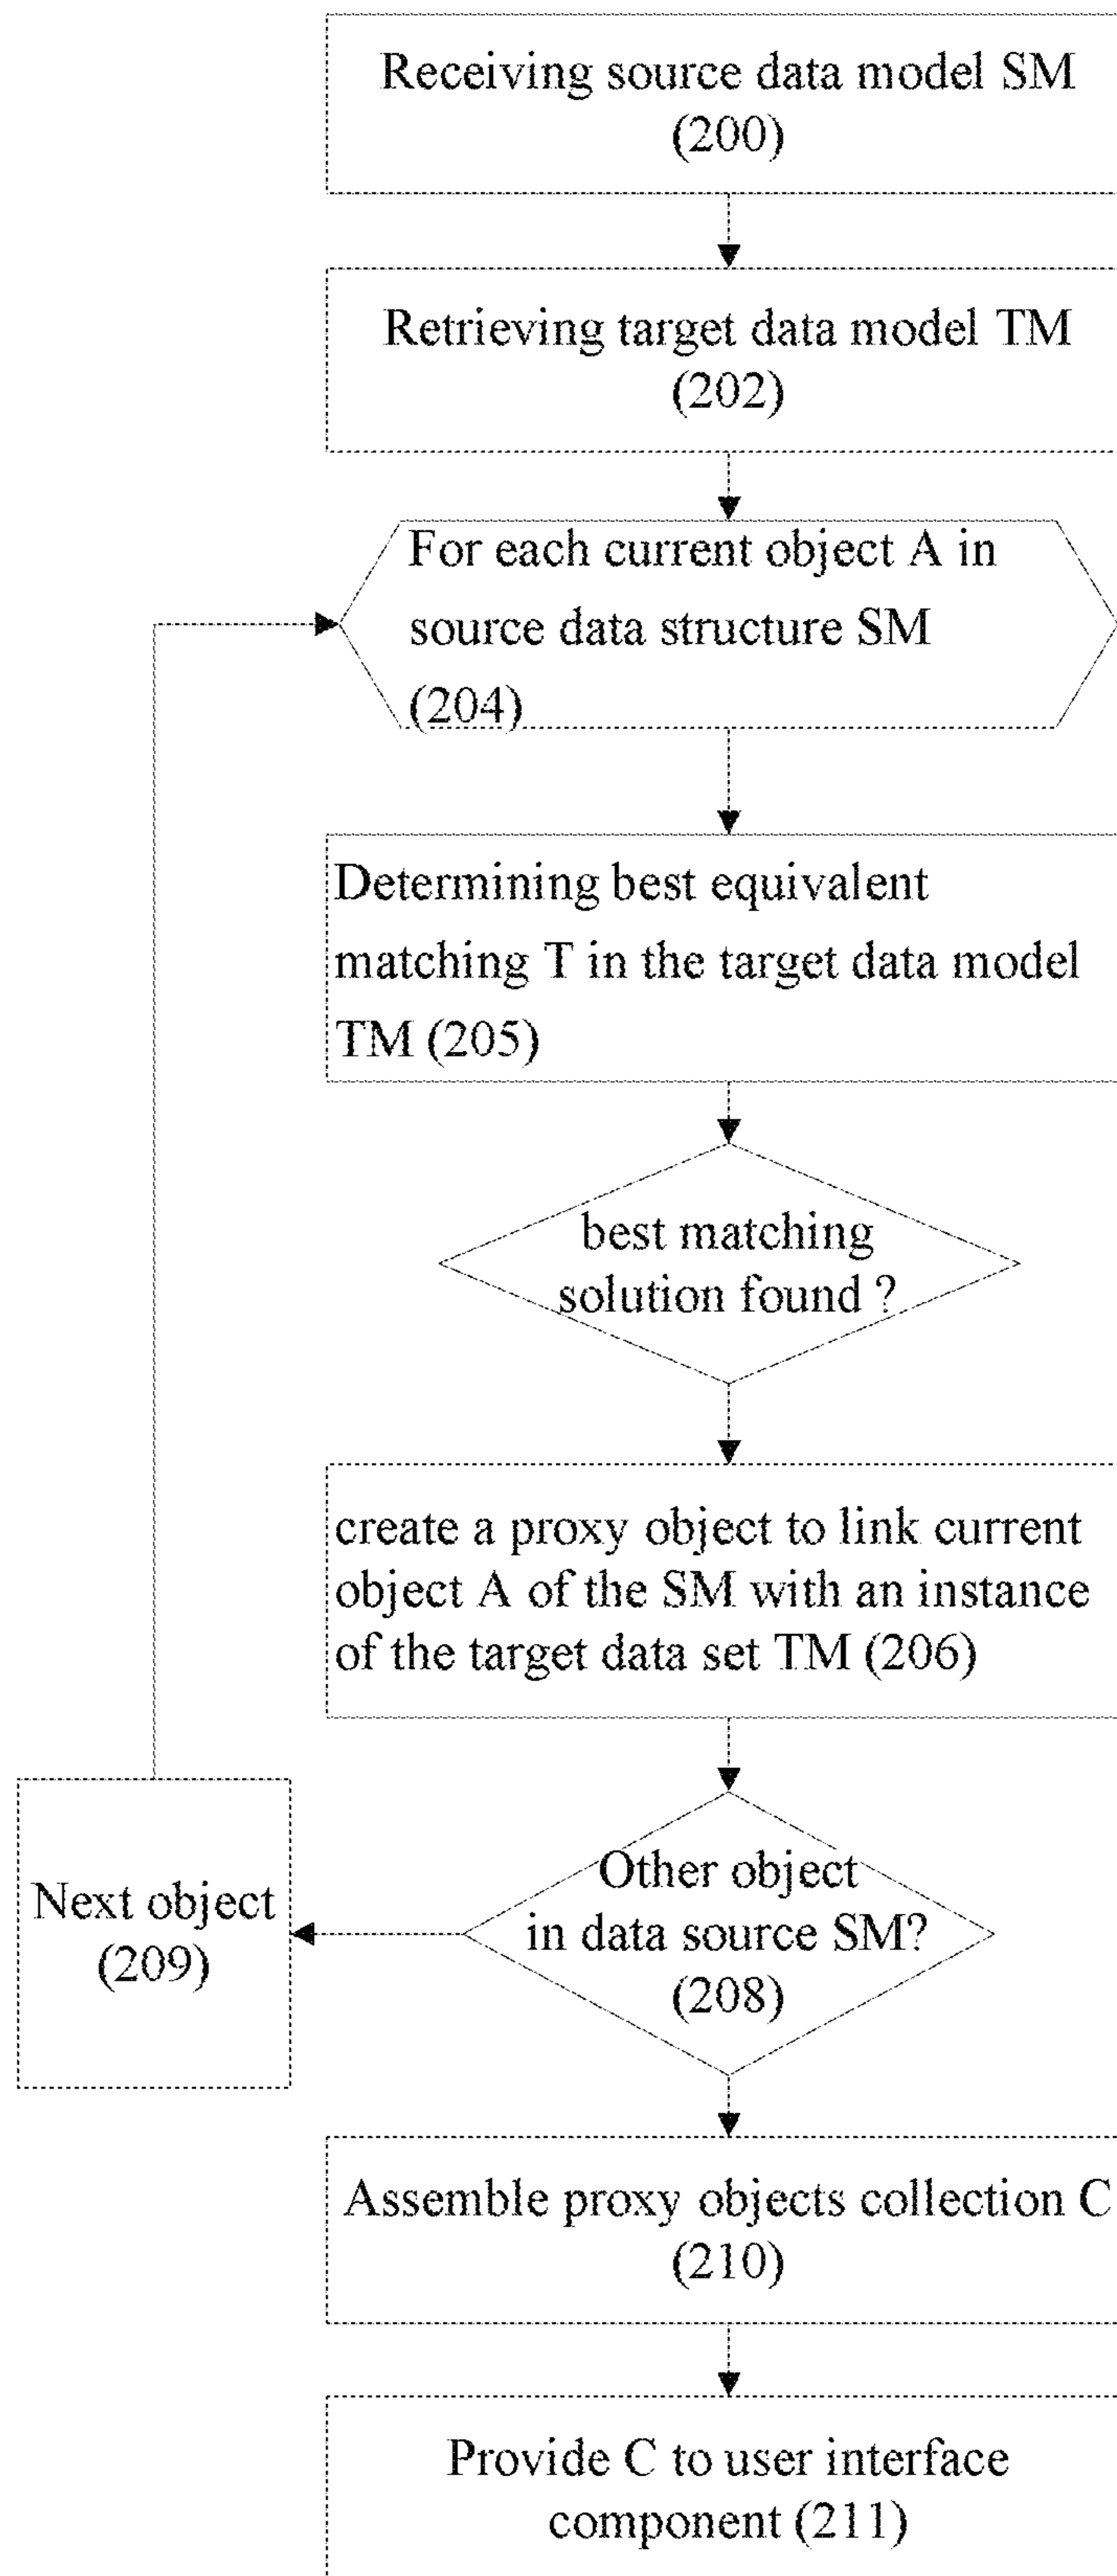 Receiving source data model SM
(200)
Retrieving target data model TM
(202)
For each current object A in
source data structure SM
(204)
Determining best equivalent
matching T in the target data model
TM (205)
best matching
solution found ?
create a proxy object to link current
object A of the SM with an instance
of the target data set TM (206)
Other object
in data source SM?
(208)
Next object
(209)
Assemble proxy objects collection C
(210)
Provide C to user interface
component (211)